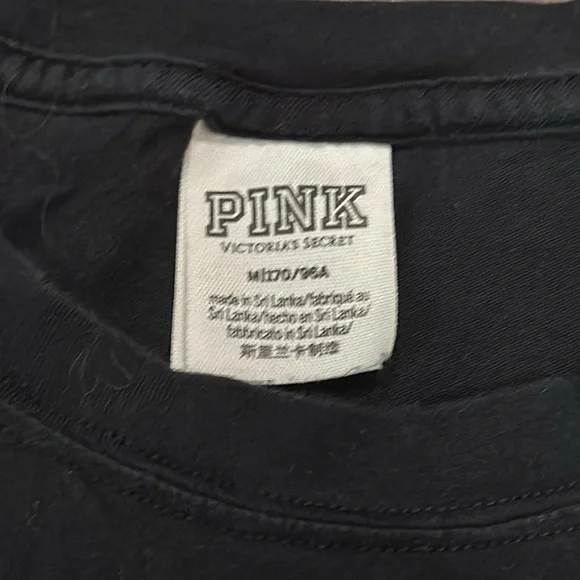 PINK
VICTORIA'S SECRET
M|170/96A
made in Sri Lanka/fabriqué au
Sri Lanka/hecho en Sri Lanka/
fabbricato in Sri Lanka/
斯里兰卡制造